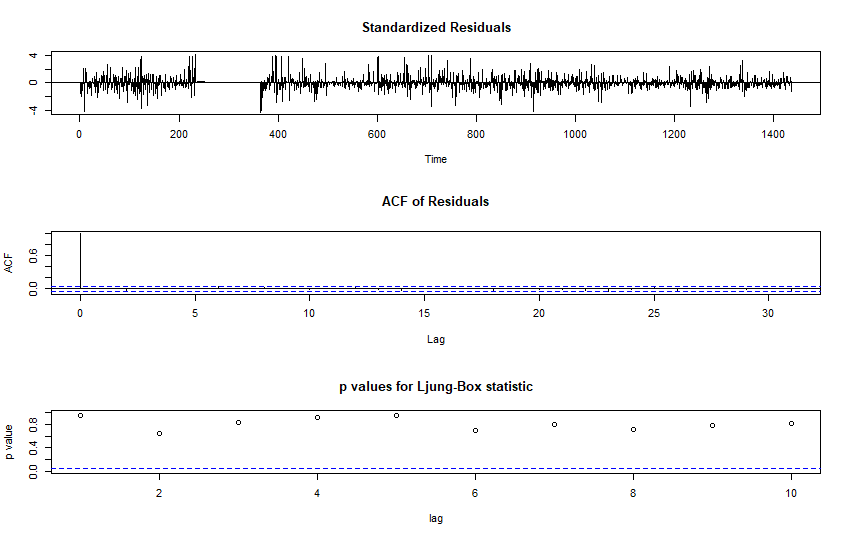 Standardized Residuals
4
0
-4
0 200 400 600 800 1000 1200 1400
Time
ACF of Residuals
ACF
0.6
0.0
0 5 10 15 20 25 30
Lag
p values for Ljung-Box statistic
p value
0.8
0.4
0.0
2 4 6 8 10
lag